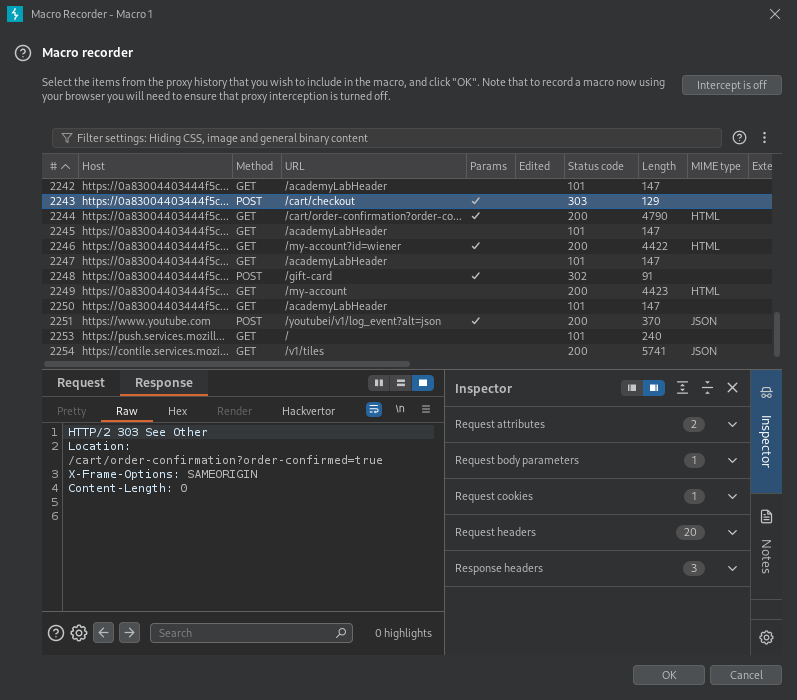 Macro Recorder - Macro 1
Macro recorder
Select the items from the proxy history that you wish to include in the macro, and click "OK". Note that to record a macro now using
your browser you will need to ensure that proxy interception is turned off.
Intercept is off
Filter settings: Hiding CSS, image and general binary content
# Host Method URL Params Edited Status code Length MIME type Exte
2242 https://0a83004403444f5c... GET /academyLabHeader 101 147
2243 https://0a83004403444f5c... POST /cart/checkout ✓ 303 129
2244 https://0a83004403444f5c... GET /cart/order-confirmation?order-co... ✓ 200 4790 HTML
2245 https://0a83004403444f5c... GET /academyLabHeader 101 147
2246 https://0a83004403444f5c... GET /my-account?id=wiener ✓ 200 4422 HTML
2247 https://0a83004403444f5c... GET /academyLabHeader 101 147
2248 https://0a83004403444f5c... POST /gift-card ✓ 302 91
2249 https://0a83004403444f5c... GET /my-account 200 4423 HTML
2250 https://0a83004403444f5c... GET /academyLabHeader 101 147
2251 https://www.youtube.com POST /youtubei/v1/log_event?alt=json ✓ 200 370 JSON
2253 https://push.services.mozill... GET / 101 240
2254 https://contile.services.mozi... GET /v1/tiles 200 5741 JSON
Request Response
Pretty Raw Hex Render Hackvertor \n
1 HTTP/2 303 See Other
2 Location:
/cart/order-confirmation?order-confirmed=true
3 X-Frame-Options: SAMEORIGIN
4 Content-Length: 0
5
6
Search 0 highlights
Inspector
Request attributes 2
Request body parameters 1
Request cookies 1
Request headers 20
Response headers 3
Inspector
Notes
OK Cancel